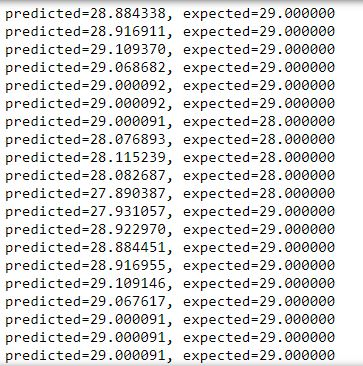 predicted=28.884338, expected=29.000000
predicted=28.916911, expected=29.000000
predicted=29.109370, expected=29.000000
predicted=29.068682, expected=29.000000
predicted=29.000092, expected=29.000000
predicted=29.000092, expected=29.000000
predicted=29.000091, expected=28.000000
predicted=28.076893, expected=28.000000
predicted=28.115239, expected=28.000000
predicted=28.082687, expected=28.000000
predicted=27.890387, expected=28.000000
predicted=27.931057, expected=29.000000
predicted=28.922970, expected=29.000000
predicted=28.884451, expected=29.000000
predicted=28.916955, expected=29.000000
predicted=29.109146, expected=29.000000
predicted=29.067617, expected=29.000000
predicted=29.000091, expected=29.000000
predicted=29.000091, expected=29.000000
predicted=29.000091, expected=29.000000